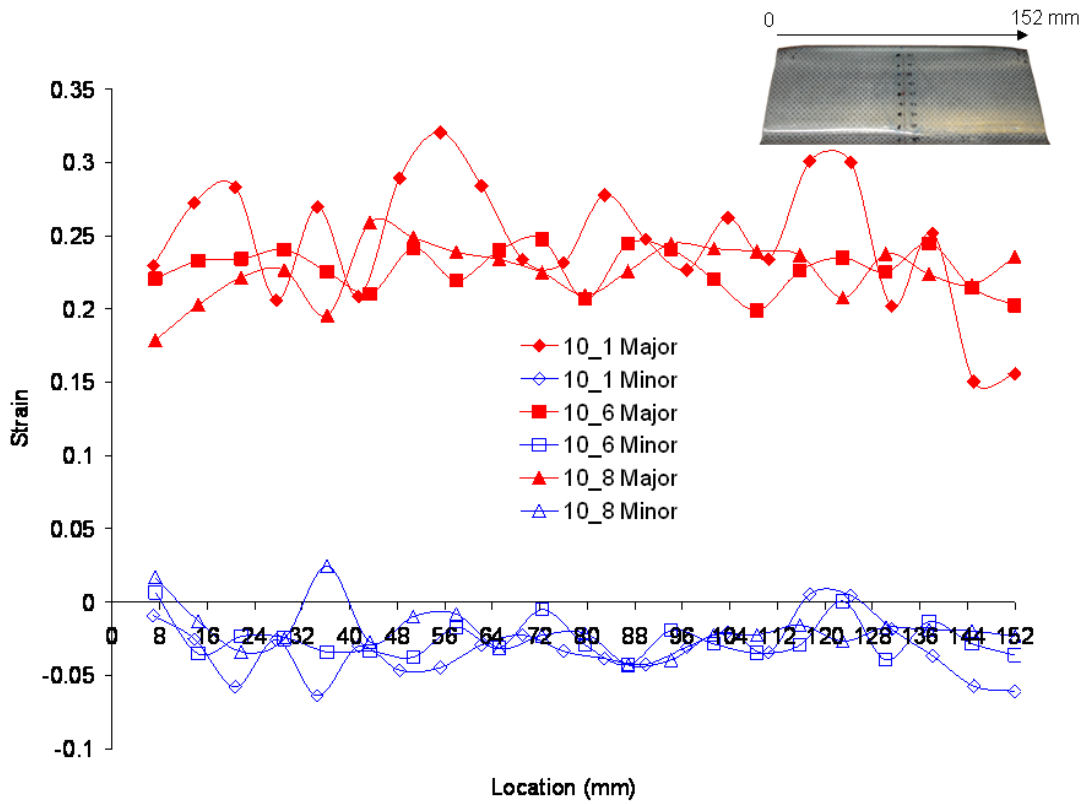 0 152 mm
0.35
0.3
0.25
0.2
0.15
0.1
0.05
0
-0.05
-0.1
Strain
10_1 Major
10_1 Minor
10_6 Major
10_6 Minor
10_8 Major
10_8 Minor
0 8 16 24 32 40 48 56 64 72 80 88 96 104 112 120 128 136 144 152
Location (mm)